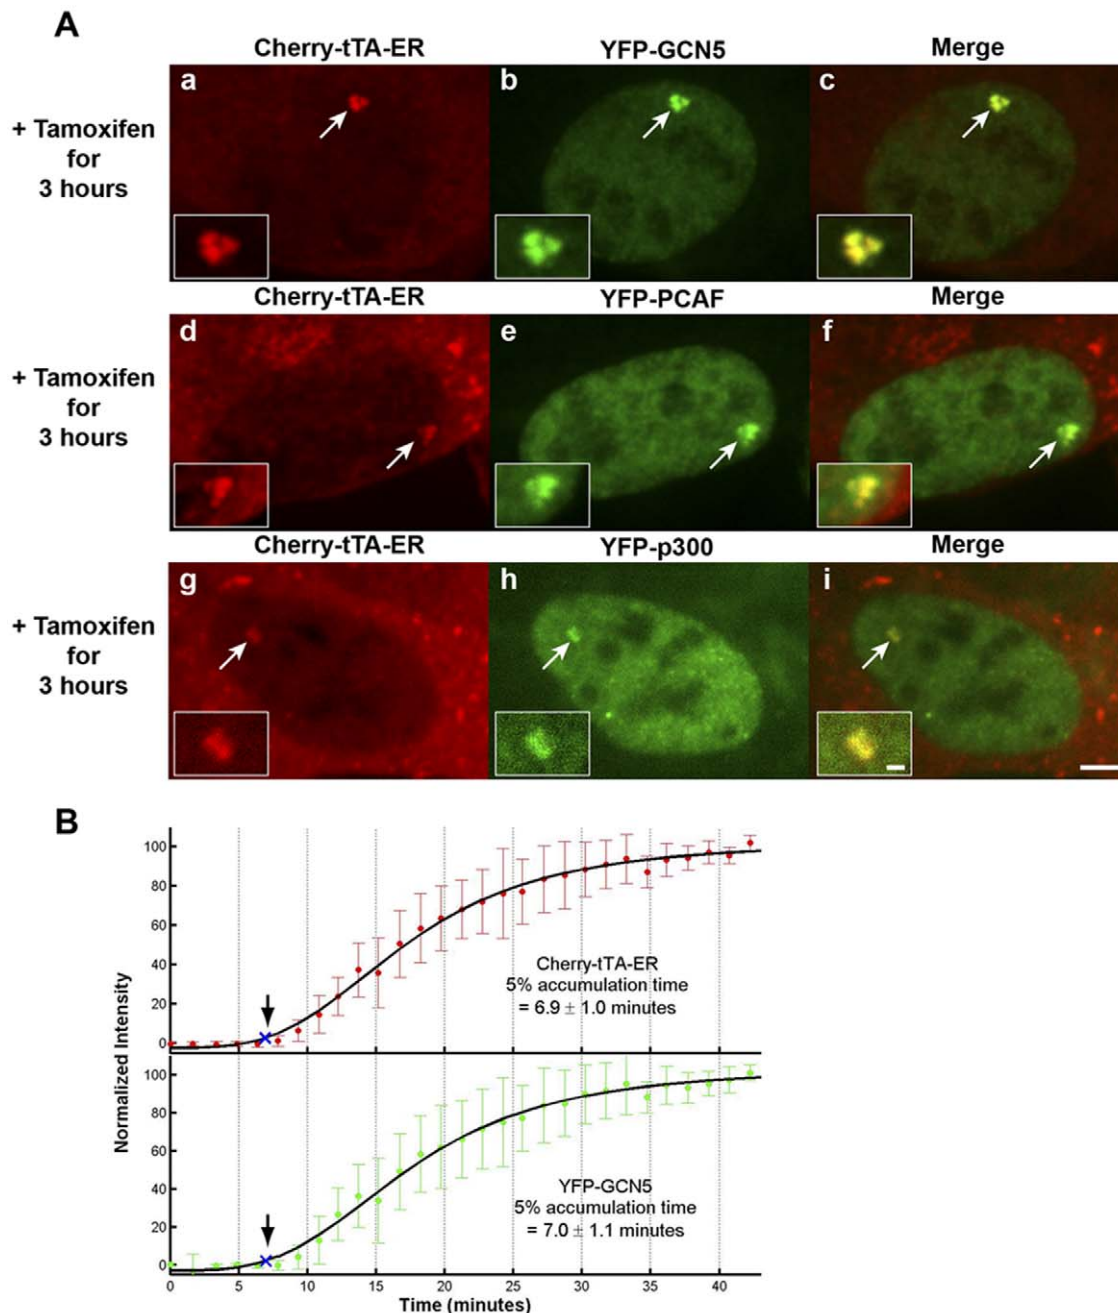 A
Cherry-tTA-ER YFP-GCN5 Merge
+ Tamoxifen
for
3 hours
a b c
Cherry-tTA-ER YFP-PCAF Merge
+ Tamoxifen
for
3 hours
d e f
Cherry-tTA-ER YFP-p300 Merge
+ Tamoxifen
for
3 hours
g h i
B
Normalized Intensity
100
80
60
40
20
0
Cherry-tTA-ER
5% accumulation time
= 6.9 ± 1.0 minutes
100
80
60
40
20
0
YFP-GCN5
5% accumulation time
= 7.0 ± 1.1 minutes
0 5 10 15 20 25 30 35 40
Time (minutes)